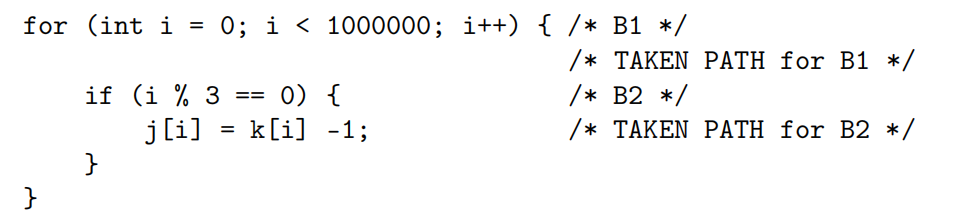 for (int i = 0; i < 1000000; i++) { /* B1 */
/* TAKEN PATH for B1 */
if (i % 3 == 0) { /* B2 */
j[i] = k[i] -1; /* TAKEN PATH for B2 */
}
}